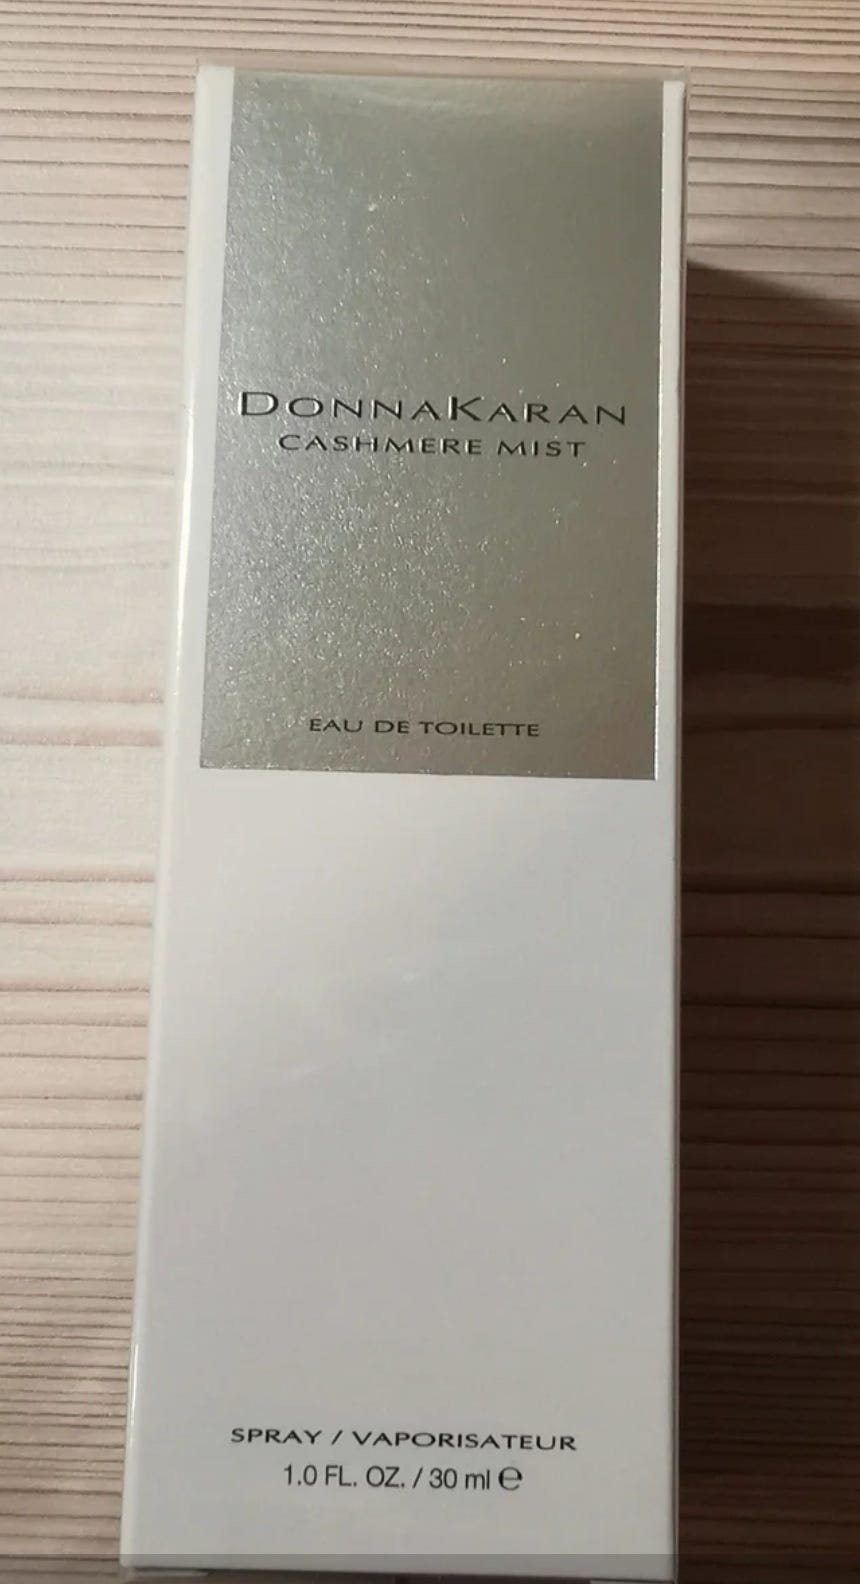 DONNAKARAN
CASHMERE MIST
EAU DE TOILETTE
SPRAY / VAPORISATEUR
1.0 FL. OZ. / 30 ml ℮